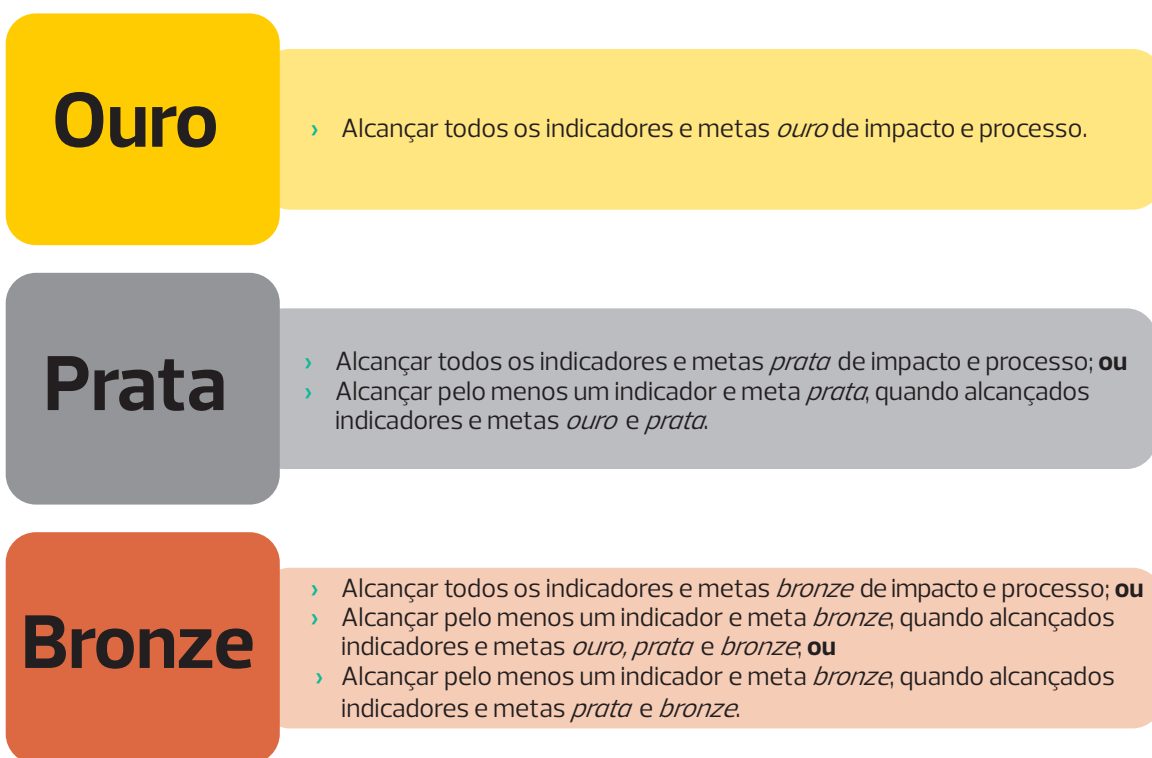 Ouro
› Alcançar todos os indicadores e metas ouro de impacto e processo.
Prata
› Alcançar todos os indicadores e metas prata de impacto e processo; ou
› Alcançar pelo menos um indicador e meta prata, quando alcançados
indicadores e metas ouro e prata.
Bronze
› Alcançar todos os indicadores e metas bronze de impacto e processo; ou
› Alcançar pelo menos um indicador e meta bronze, quando alcançados
indicadores e metas ouro, prata e bronze; ou
› Alcançar pelo menos um indicador e meta bronze, quando alcançados
indicadores e metas prata e bronze.